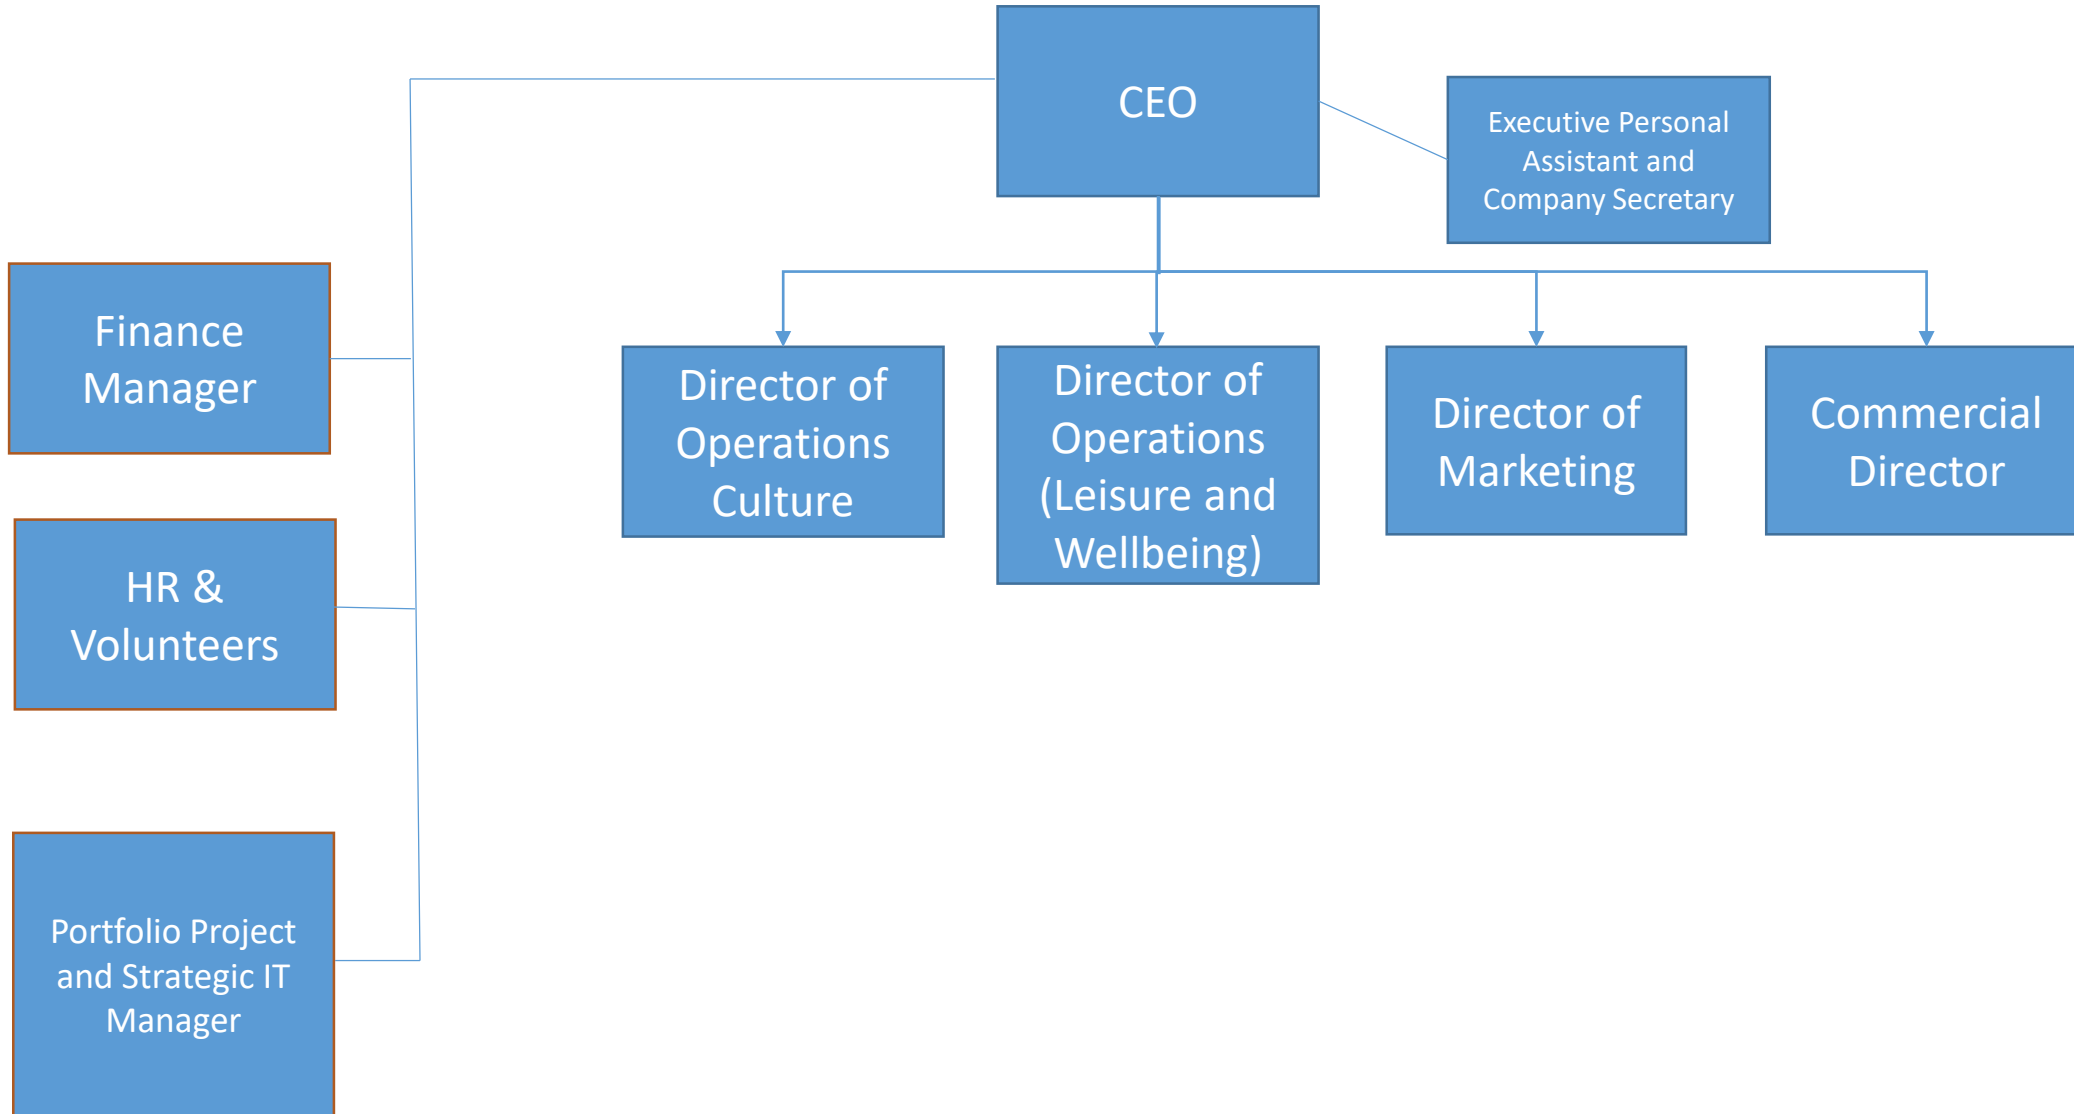 CEO
Executive Personal
Assistant and
Company Secretary
Finance
Manager
Director of
Operations
Culture
Director of
Operations
(Leisure and
Wellbeing)
Director of
Marketing
Commercial
Director
HR &
Volunteers
Portfolio Project
and Strategic IT
Manager